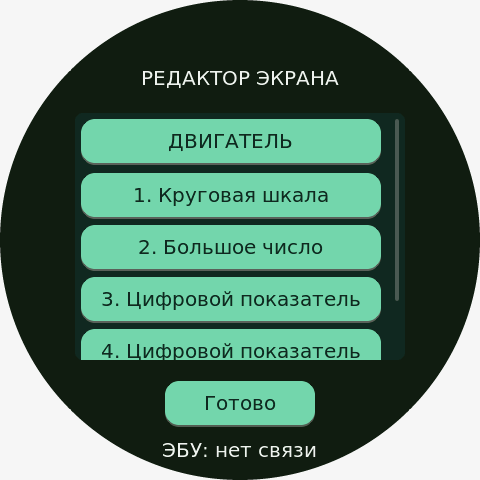 РЕДАКТОР ЭКРАНА
ДВИГАТЕЛЬ
1. Круговая шкала
2. Большое число
3. Цифровой показатель
4. Цифровой показатель
Готово
ЭБУ: нет связи